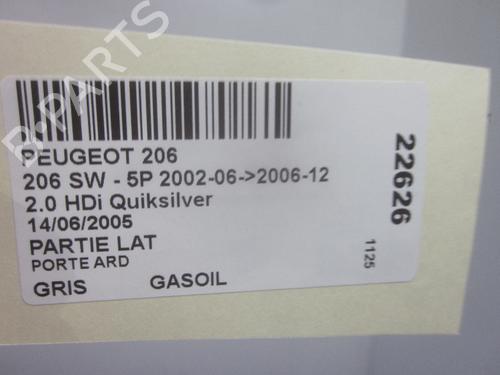 B-PARTS
PEUGEOT 206
206 SW - 5P 2002-06->2006-12
2.0 HDi Quiksilver
14/06/2005
PARTIE LAT
PORTE ARD
GRIS GASOIL
22626
1125